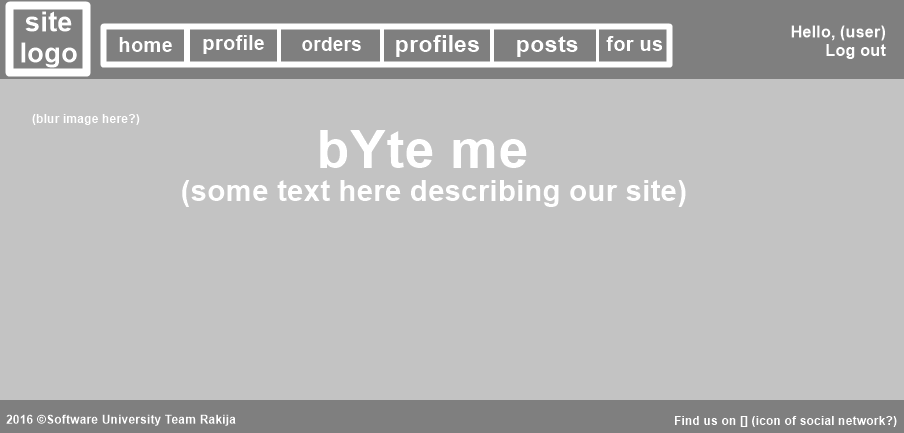 site
logo
home profile orders profiles posts for us
Hello, (user)
Log out
(blur image here?)
bYte me
(some text here describing our site)
2016 ©Software University Team Rakija
Find us on [] (icon of social network?)